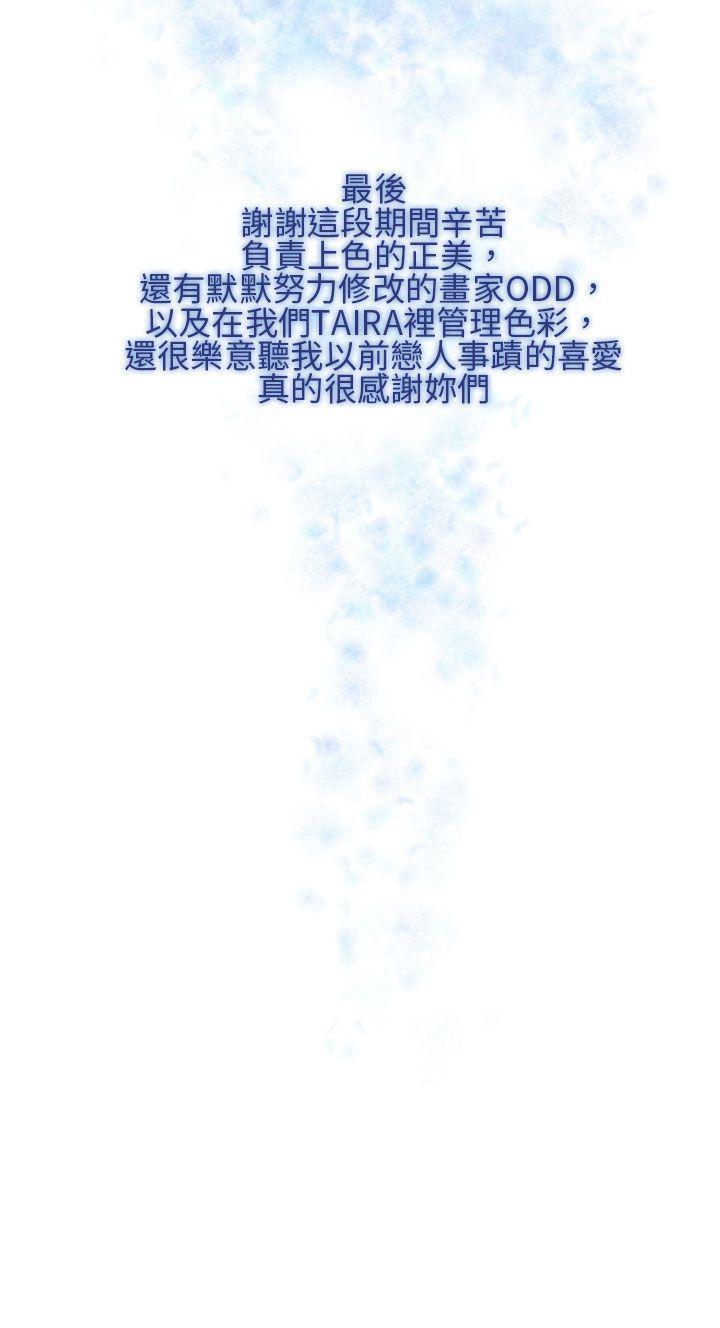 最後
謝謝這段期間辛苦
負責上色的正美，
還有默默努力修改的畫家ODD，
以及在我們TAIRA裡管理色彩，
還很樂意聽我以前戀人事蹟的喜愛
真的很感謝妳們